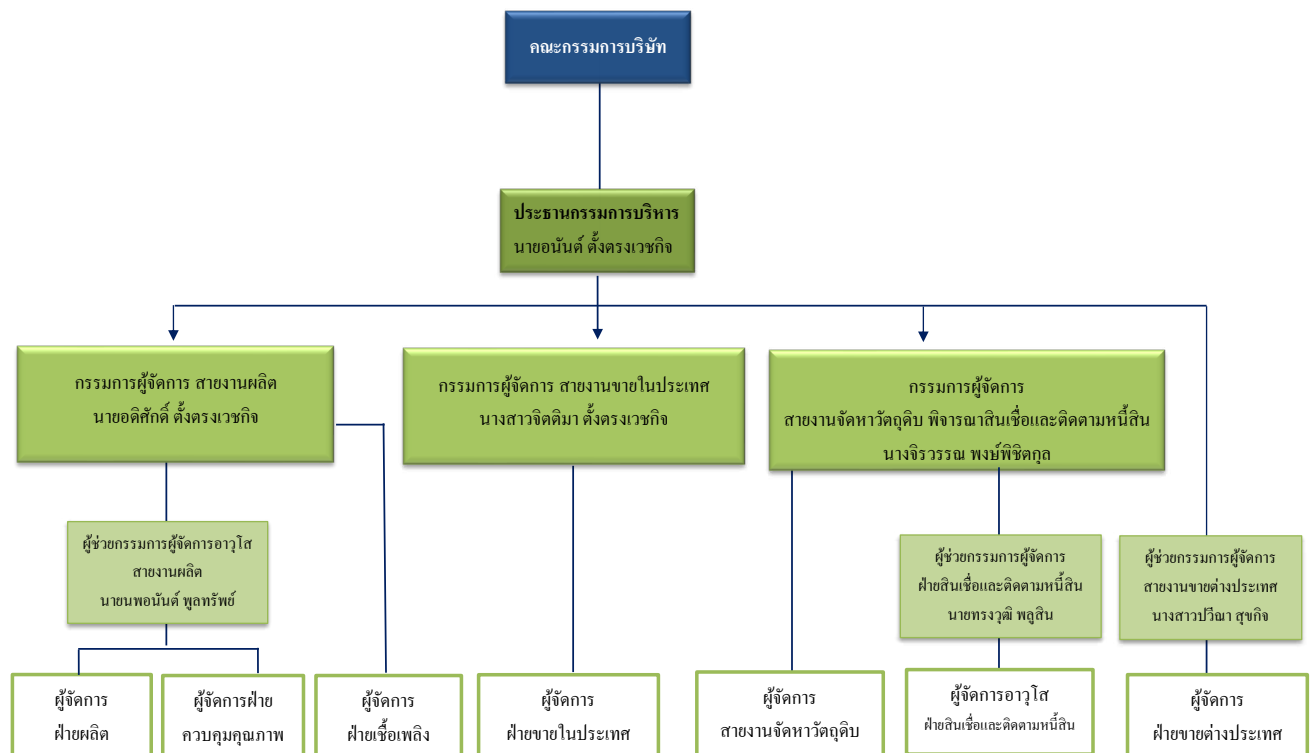 คณะกรรมการบริษัท
ประธานกรรมการบริหาร
นายอนันต์ ตั้งตรงเวชกิจ
กรรมการผู้จัดการ สายงานผลิต
นายอดิศักดิ์ ตั้งตรงเวชกิจ
กรรมการผู้จัดการ สายงานขายในประเทศ
นางสาวจิตติมา ตั้งตรงเวชกิจ
กรรมการผู้จัดการ
สายงานจัดหาวัตถุดิบ พิจารณาสินเชื่อและติดตามหนี้สิน
นางจิรวรรณ พงษ์พิชิตกุล
ผู้ช่วยกรรมการผู้จัดการอาวุโส
สายงานผลิต
นายนพอนันต์ พูลทรัพย์
ผู้ช่วยกรรมการผู้จัดการ
ฝ่ายสินเชื่อและติดตามหนี้สิน
นายทรงวุฒิ พลูสิน
ผู้ช่วยกรรมการผู้จัดการ
สายงานขายต่างประเทศ
นางสาวปวีณา สุขกิจ
ผู้จัดการ
ฝ่ายผลิต
ผู้จัดการฝ่าย
ควบคุมคุณภาพ
ผู้จัดการ
ฝ่ายเชื้อเพลิง
ผู้จัดการ
ฝ่ายขายในประเทศ
ผู้จัดการ
สายงานจัดหาวัตถุดิบ
ผู้จัดการอาวุโส
ฝ่ายสินเชื่อและติดตามหนี้สิน
ผู้จัดการ
ฝ่ายขายต่างประเทศ